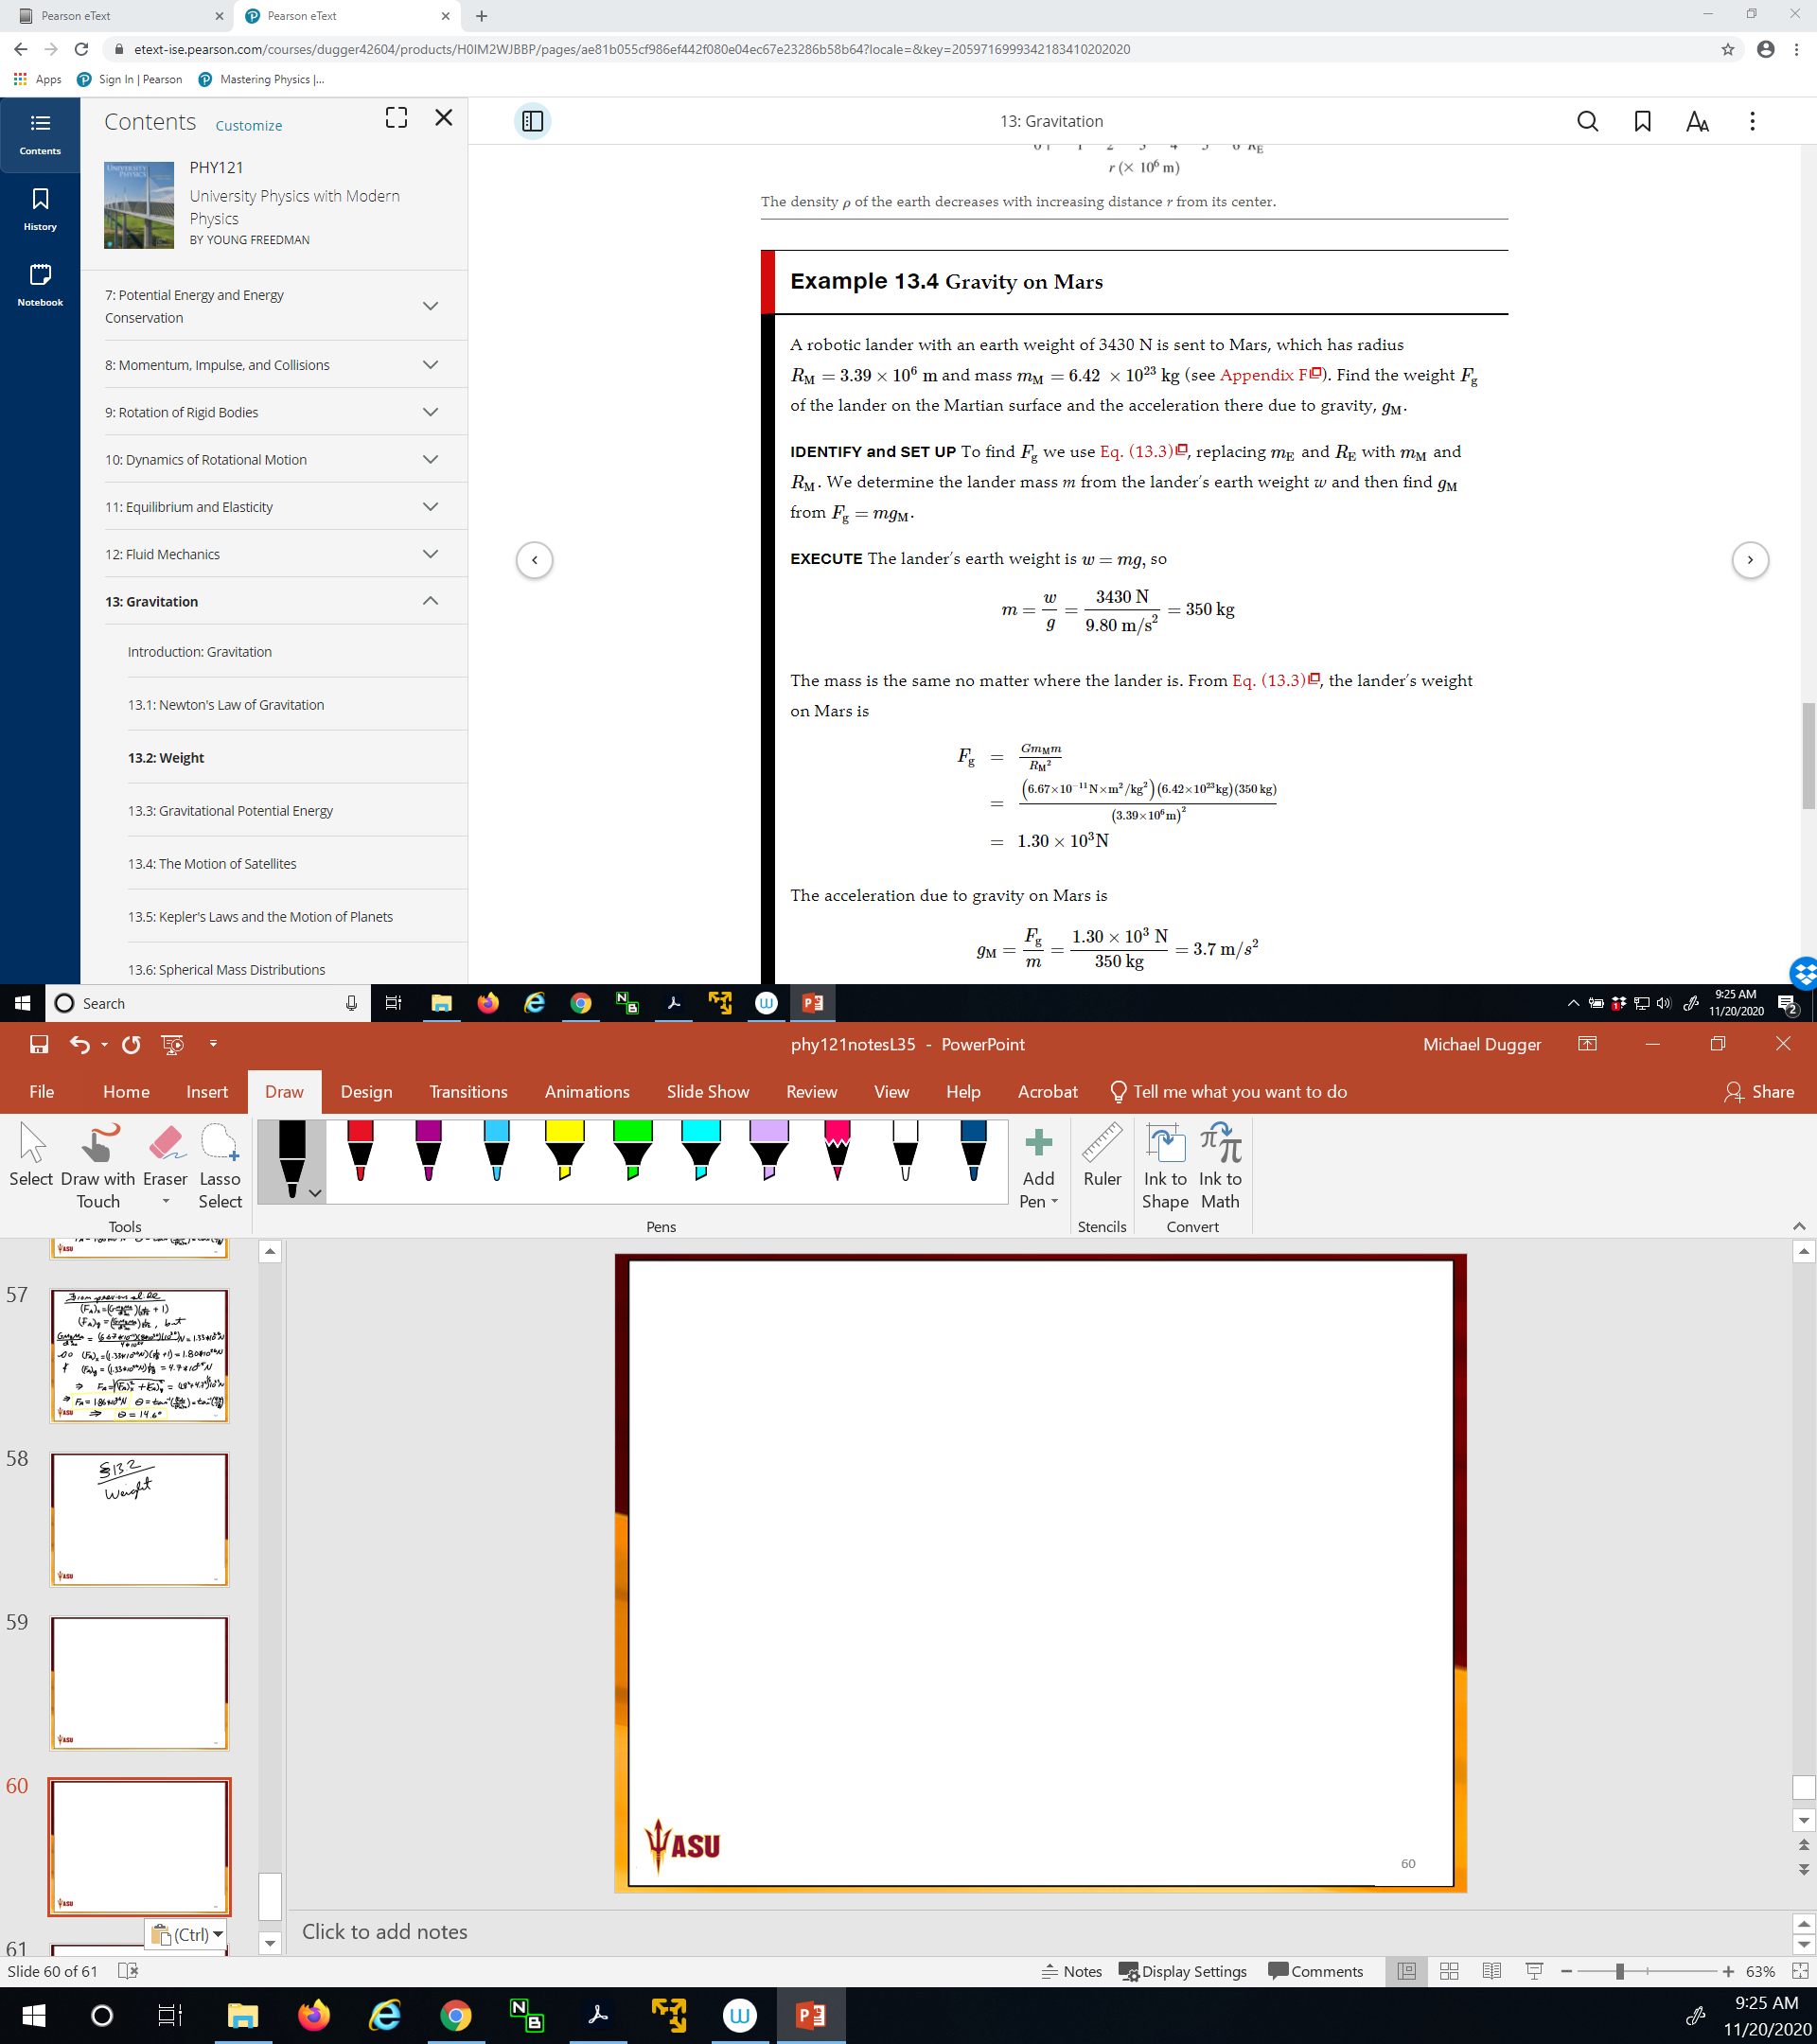 Pearson eText
Pearson eText
etext-ise.pearson.com/courses/dugger42604/products/H0IM2WJBBP/pages/ae81b055cf986ef442f080e04ec67e23286b58b64?locale=&key=2059716999342183410202020
Apps
Sign In | Pearson
Mastering Physics |...
Contents
History
Notebook
Contents Customize
PHY121
University Physics with Modern
Physics
BY YOUNG FREEDMAN
7: Potential Energy and Energy
Conservation
8: Momentum, Impulse, and Collisions
9: Rotation of Rigid Bodies
10: Dynamics of Rotational Motion
11: Equilibrium and Elasticity
12: Fluid Mechanics
13: Gravitation
Introduction: Gravitation
13.1: Newton's Law of Gravitation
13.2: Weight
13.3: Gravitational Potential Energy
13.4: The Motion of Satellites
13.5: Kepler's Laws and the Motion of Planets
13.6: Spherical Mass Distributions
13: Gravitation
r (× 10⁶ m)
The density ρ of the earth decreases with increasing distance r from its center.
Example 13.4 Gravity on Mars
A robotic lander with an earth weight of 3430 N is sent to Mars, which has radius
R_M = 3.39 × 10⁶ m and mass m_M = 6.42 × 10²³ kg (see Appendix F). Find the weight F_g
of the lander on the Martian surface and the acceleration there due to gravity, g_M.
IDENTIFY and SET UP To find F_g we use Eq. (13.3), replacing m_E and R_E with m_M and
R_M. We determine the lander mass m from the lander's earth weight w and then find g_M
from F_g = mg_M.
EXECUTE The lander's earth weight is w = mg, so
m = w/g = 3430 N / 9.80 m/s² = 350 kg
The mass is the same no matter where the lander is. From Eq. (13.3), the lander's weight
on Mars is
F_g = Gm_Mm / R_M²
= (6.67×10⁻¹¹N×m²/kg²)(6.42×10²³kg)(350 kg) / (3.39×10⁶m)²
= 1.30 × 10³N
The acceleration due to gravity on Mars is
g_M = F_g/m = 1.30 × 10³ N / 350 kg = 3.7 m/s²
Search
9:25 AM
11/20/2020
2
phy121notesL35 - PowerPoint
Michael Dugger
File Home Insert Draw Design Transitions Animations Slide Show Review View Help Acrobat Tell me what you want to do Share
Select
Draw with
Touch
Eraser
Lasso
Select
Tools
Pens
Add
Pen
Ruler
Stencils
Ink to
Shape
Ink to
Math
Convert
57
From previous slide
⇒ θ = 14.6°
ASU
58
§13.2
Weight
ASU
59
ASU
60
ASU
(Ctrl)
61
ASU
60
Click to add notes
Slide 60 of 61
Notes
Display Settings
Comments
63%
9:25 AM
11/20/2020